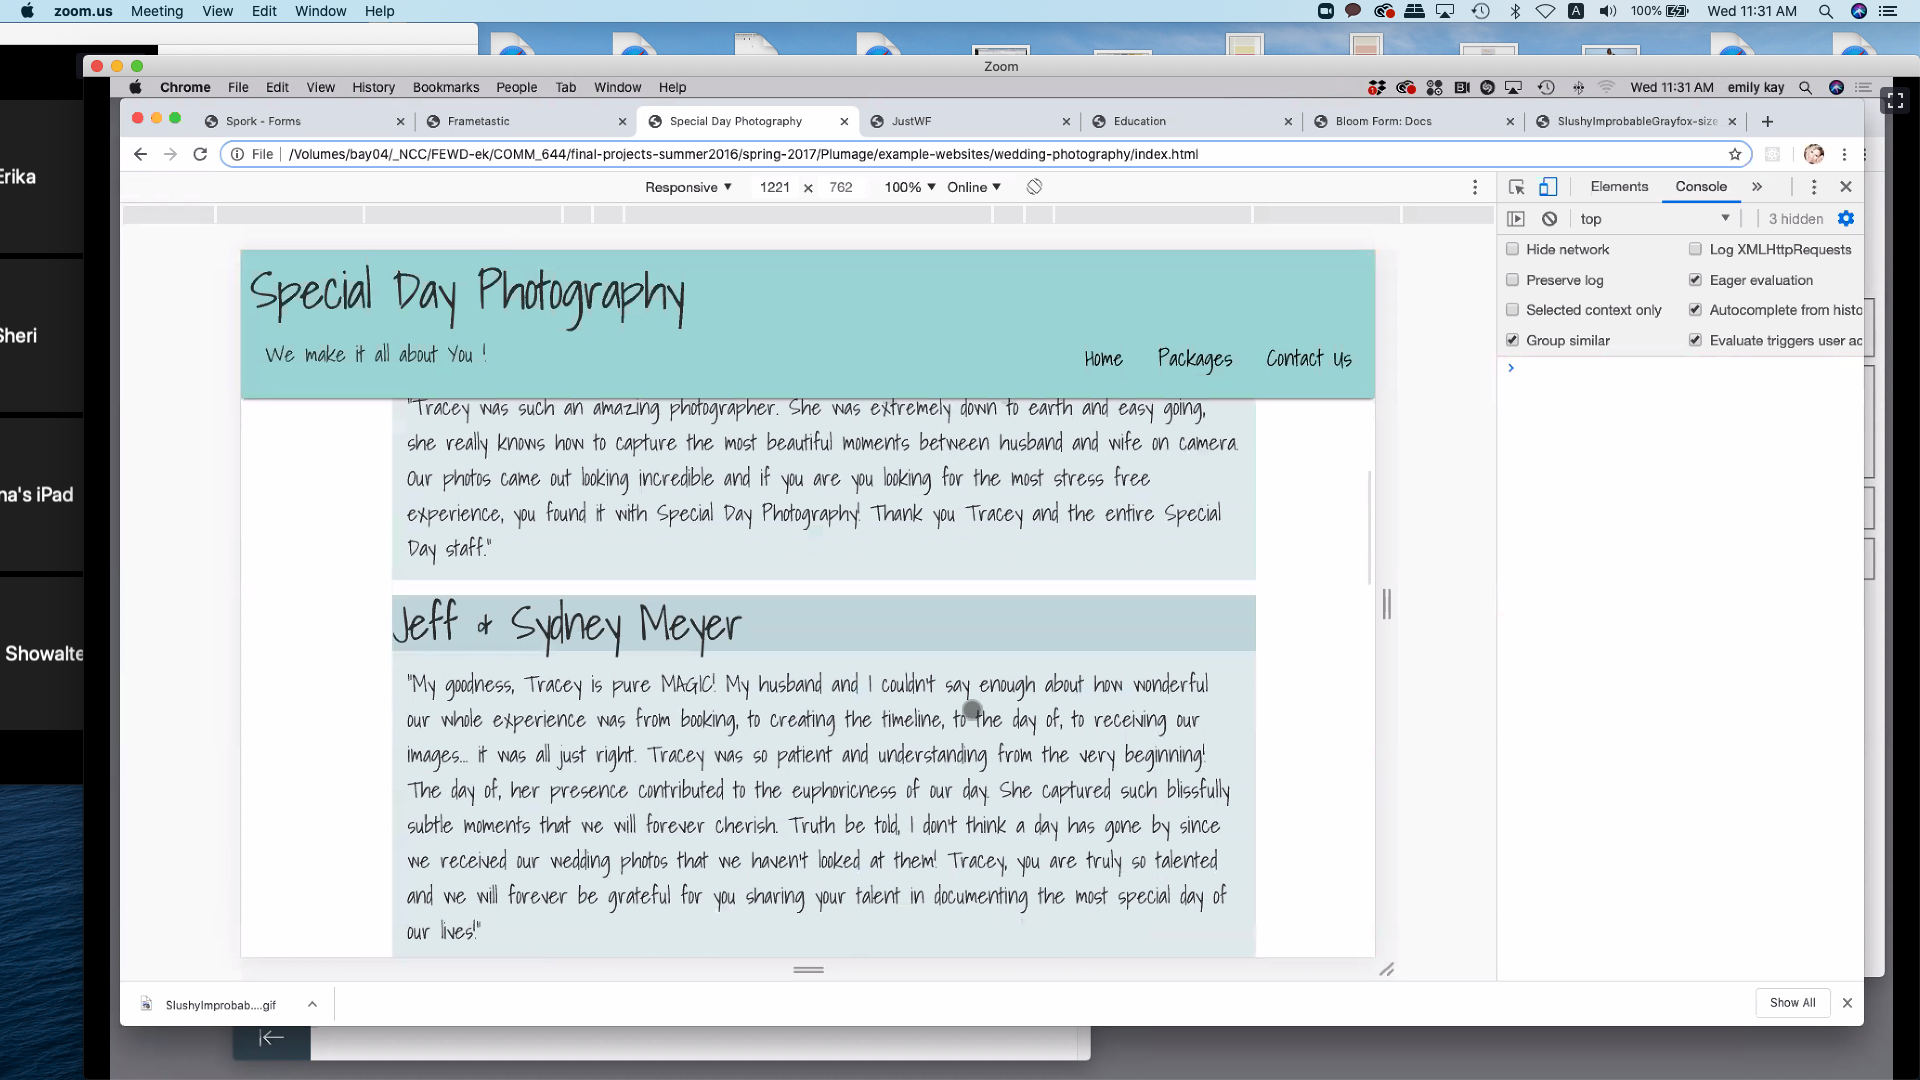 zoom.us Meeting View Edit Window Help 100% Wed 11:31 AM
Zoom
Chrome File Edit View History Bookmarks People Tab Window Help Wed 11:31 AM emily kay
Spork - Forms Frametastic Special Day Photography JustWF Education Bloom Form: Docs SlushyImprobableGrayfox-size
File /Volumes/bay04/_NCC/FEWD-ek/COMM_644/final-projects-summer2016/spring-2017/Plumage/example-websites/wedding-photography/index.html
Responsive 1221 × 762 100% Online
Elements Console
top 3 hidden
Hide network Log XMLHttpRequests
Preserve log Eager evaluation
Selected context only Autocomplete from histo
Group similar Evaluate triggers user ac
Erika
Sheri
na's iPad
Showalte
Special Day Photography
We make it all about You !
Home Packages Contact Us
"Tracey was such an amazing photographer. She was extremely down to earth and easy going,
she really knows how to capture the most beautiful moments between husband and wife on camera.
Our photos came out looking incredible and if you are you looking for the most stress free
experience, you found it with Special Day Photography! Thank you Tracey and the entire Special
Day staff."
Jeff & Sydney Meyer
"My goodness, Tracey is pure MAGIC! My husband and I couldn't say enough about how wonderful
our whole experience was from booking, to creating the timeline, to the day of, to receiving our
images... it was all just right. Tracey was so patient and understanding from the very beginning!
The day of, her presence contributed to the euphoricness of our day. She captured such blissfully
subtle moments that we will forever cherish. Truth be told, I don't think a day has gone by since
we received our wedding photos that we haven't looked at them! Tracey, you are truly so talented
and we will forever be grateful for you sharing your talent in documenting the most special day of
our lives!"
SlushyImprobab....gif
Show All